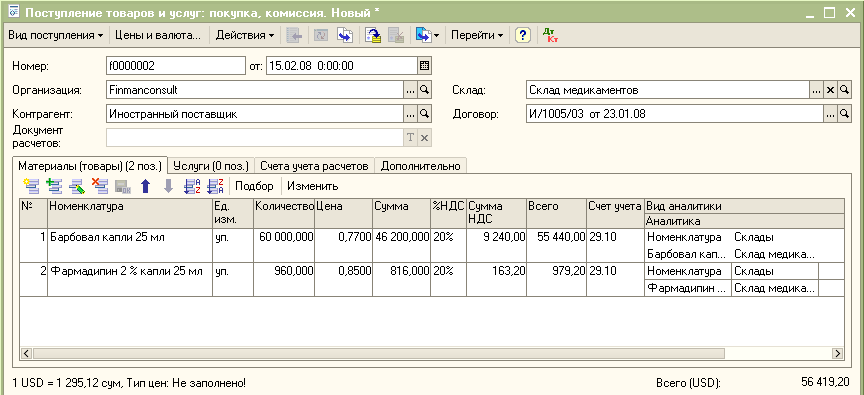 Поступление товаров и услуг: покупка, комиссия. Новый *
Вид поступления Цены и валюта... Действия Перейти ? Дт Кт
Номер: f0000002 от: 15.02.08 0:00:00
Организация: Finmanconsult ... Склад: Склад медикаментов ... x
Контрагент: Иностранный поставщик ... Договор: И/1005/03 от 23.01.08 ...
Документ расчетов: T x
Материалы (товары) (2 поз.) Услуги (0 поз.) Счета учета расчетов Дополнительно
Подбор Изменить
№ Номенклатура Ед. изм. Количество Цена Сумма %НДС Сумма НДС Всего Счет учета Вид аналитики
Аналитика
1 Барбовал капли 25 мл уп. 60 000,000 0,7700 46 200,000 20% 9 240,00 55 440,00 29.10 Номенклатура Склады
Барбовал кап... Склад медика...
2 Фармадипин 2 % капли 25 мл уп. 960,000 0,8500 816,000 20% 163,20 979,20 29.10 Номенклатура Склады
Фармадипин ... Склад медика...
1 USD = 1 295,12 сум, Тип цен: Не заполнено! Всего (USD): 56 419,20